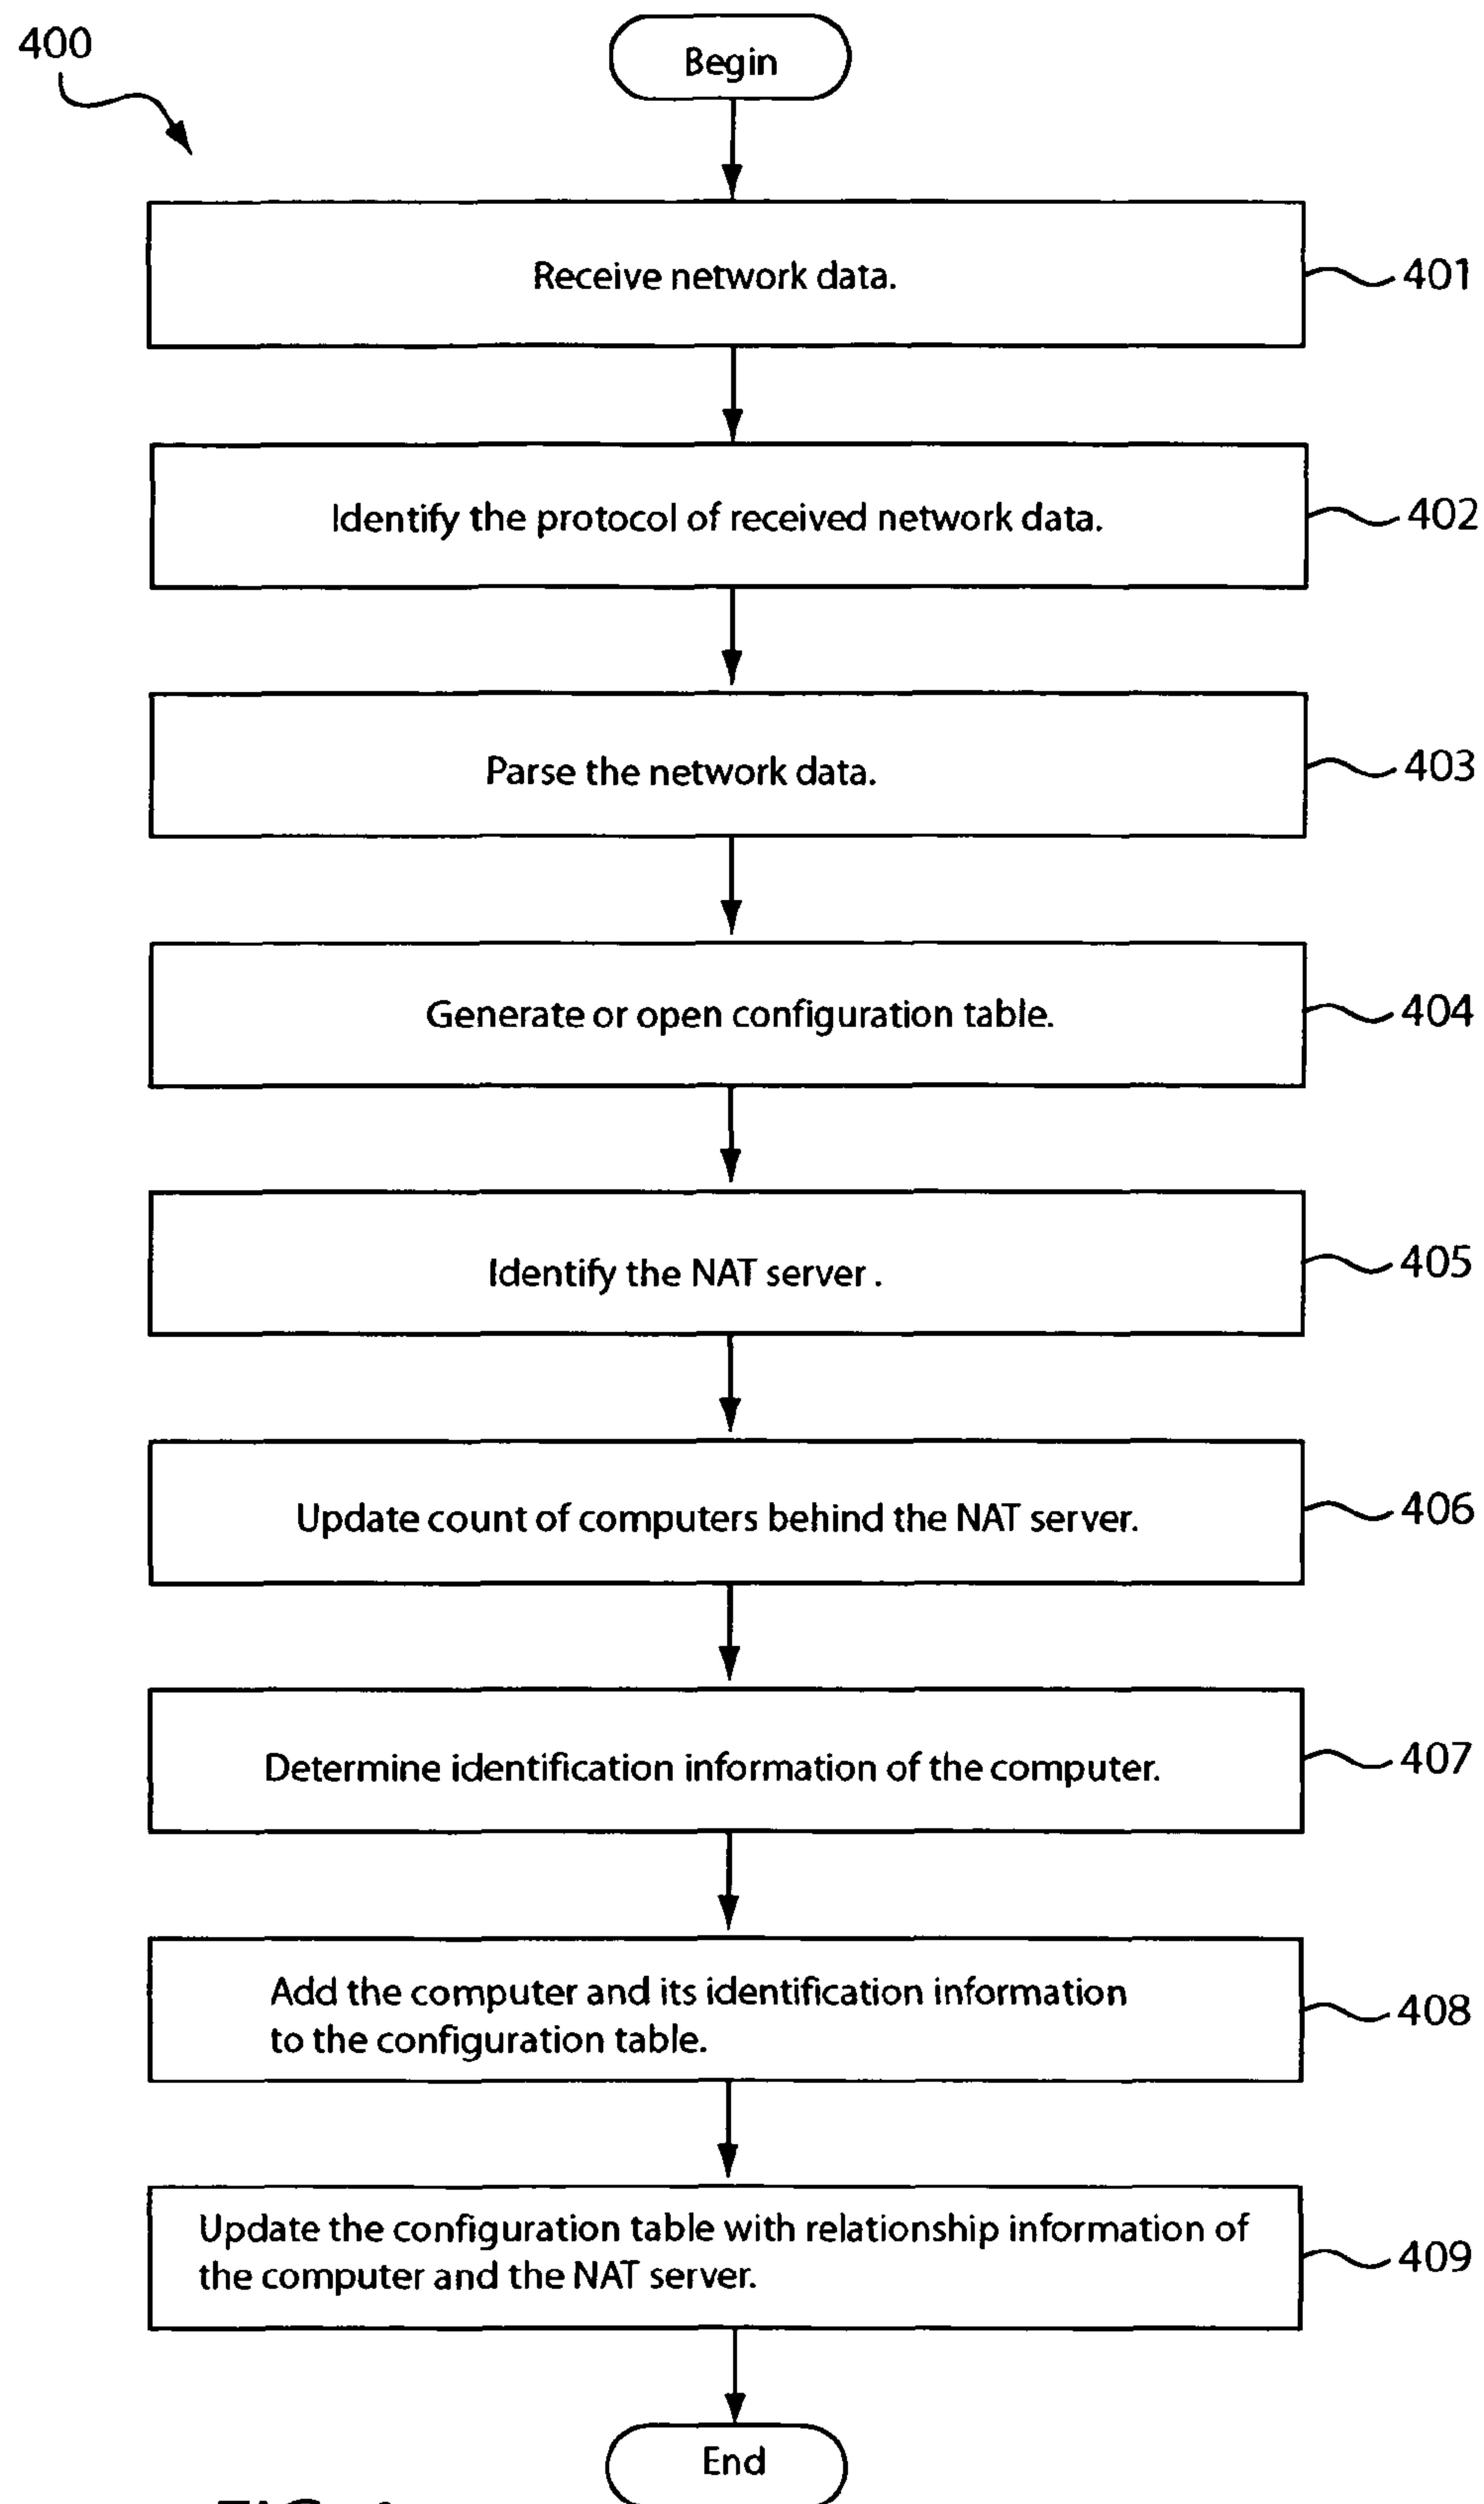 400
Begin
Receive network data.
401
Identify the protocol of received network data.
402
Parse the network data.
403
Generate or open configuration table.
404
Identify the NAT server .
405
Update count of computers behind the NAT server.
406
Determine identification information of the computer.
407
Add the computer and its identification information
to the configuration table.
408
Update the configuration table with relationship information of
the computer and the NAT server.
409
End